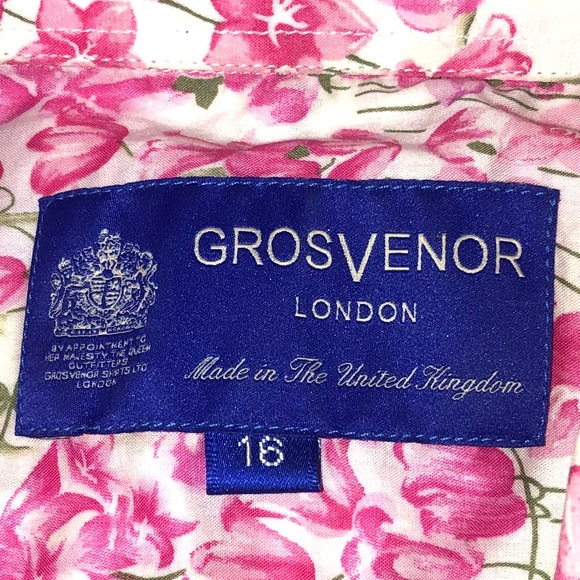 GROSVENOR
LONDON
Made in The United Kingdom
BY APPOINTMENT TO
HER MAJESTY THE QUEEN
OUTFITTERS
GROSVENOR SHIRTS LTD
LONDON
16